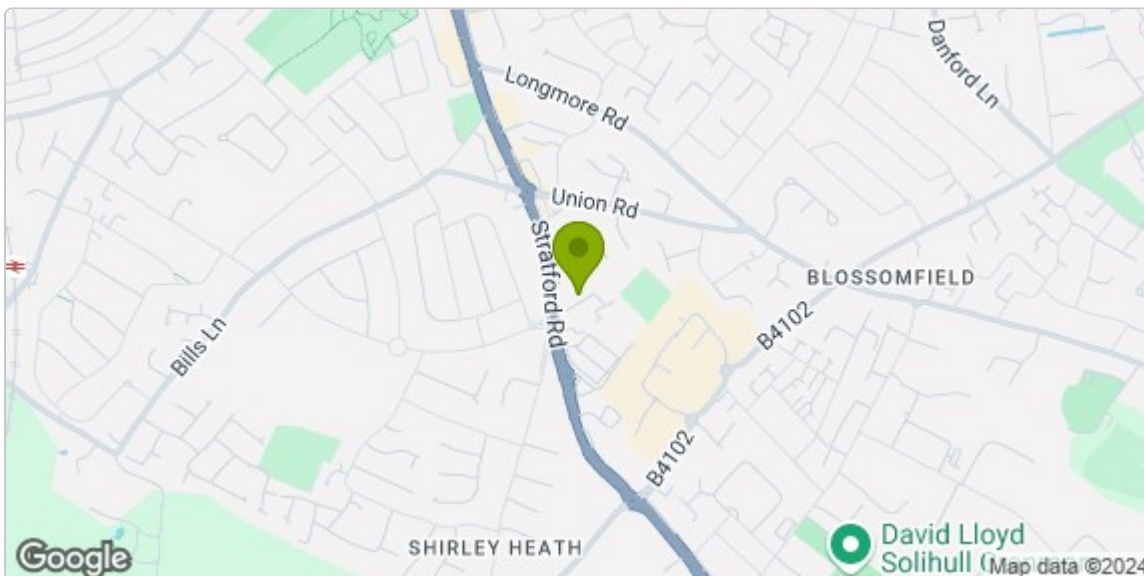 Longmore Rd
Danford Ln
Union Rd
Stratford Rd
BLOSSOMFIELD
B4102
Bills Ln
B4102
SHIRLEY HEATH
David Lloyd
Solihull
Google
Map data ©2024